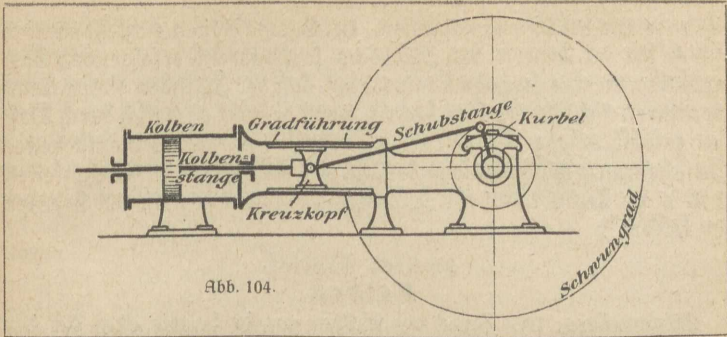 Kolben
Gradführung
Schubstange
Kurbel
Kolben=
stange
Kreuzkopf
Schwungrad
Abb. 104.